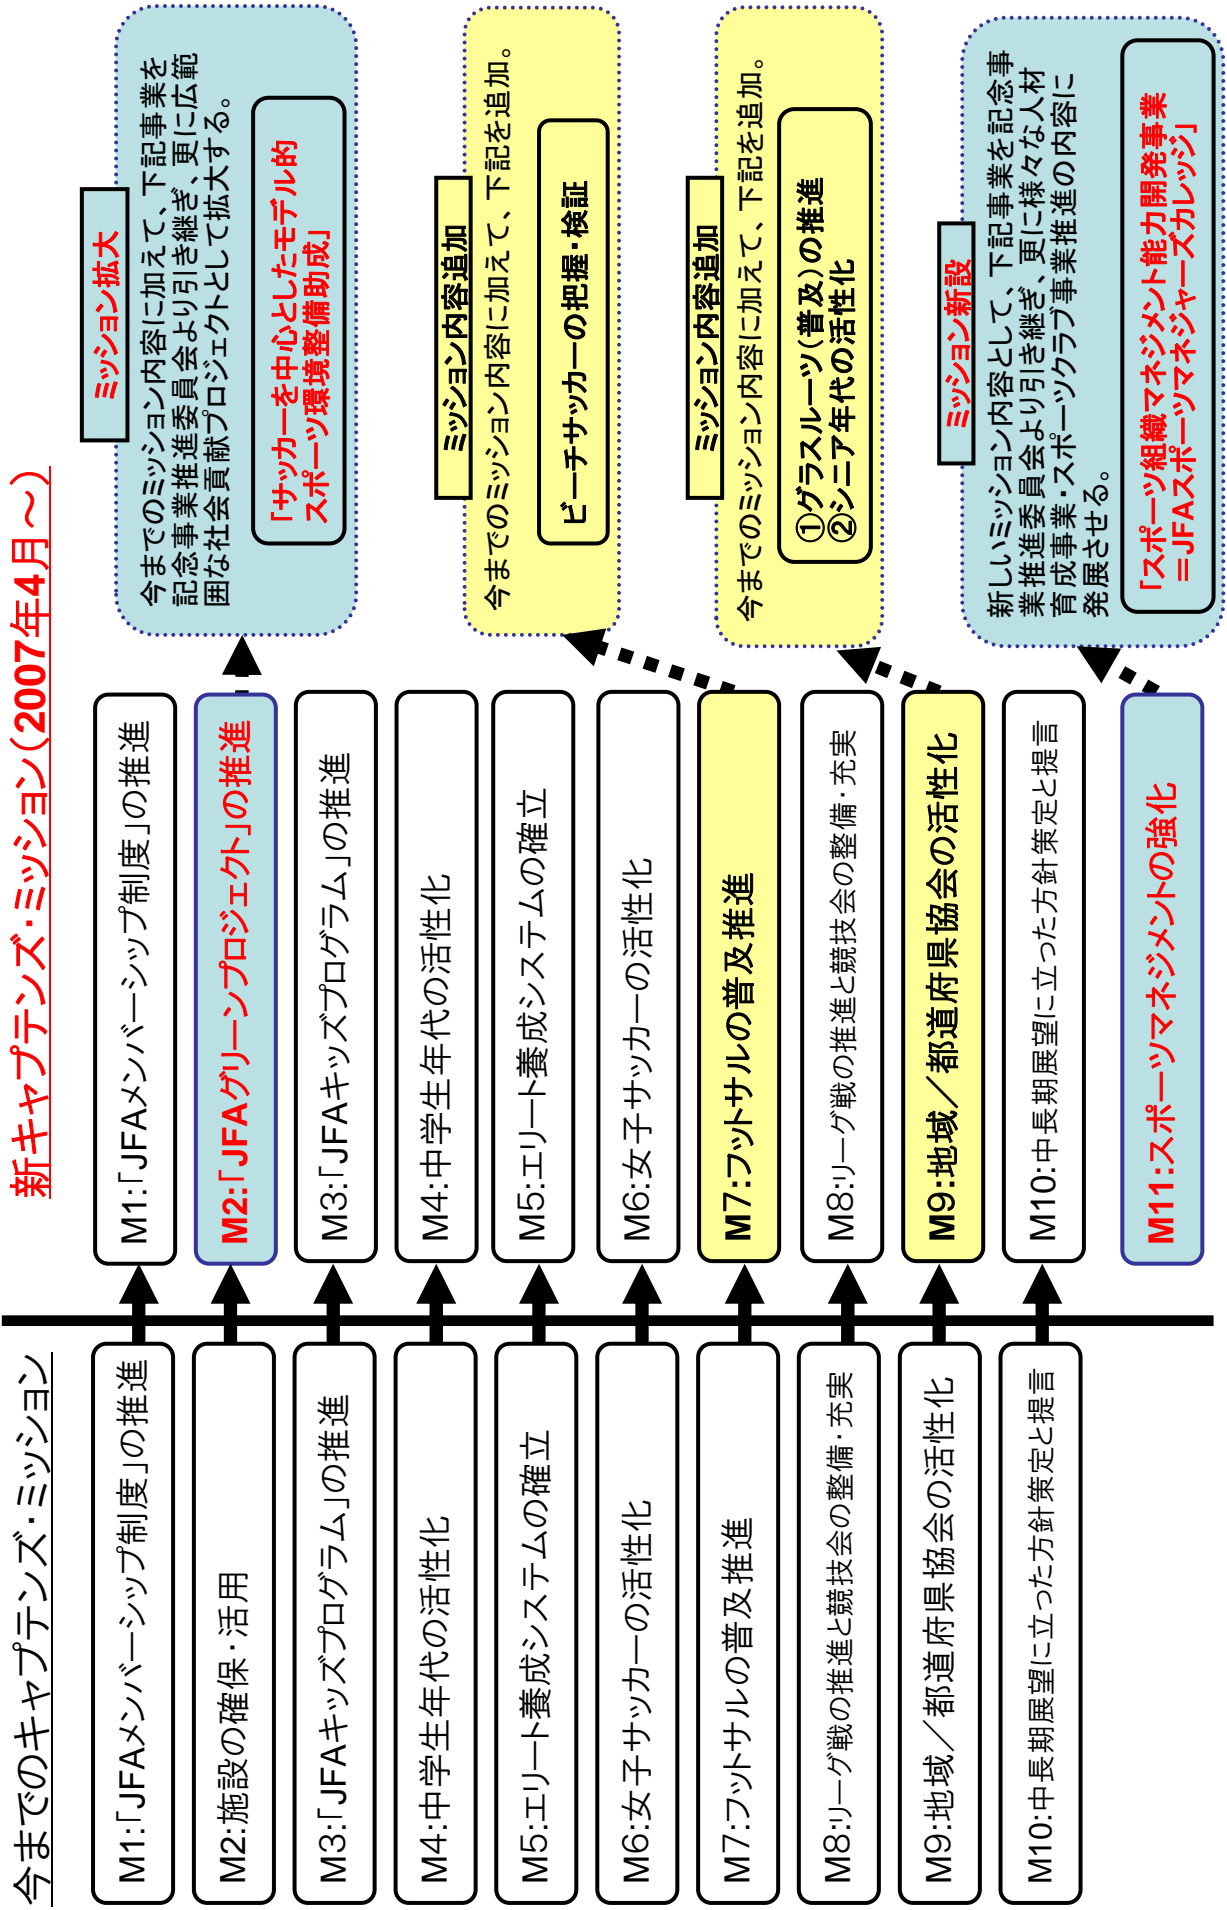 今までのキャプテンズ・ミッション
M1:「JFAメンバーシップ制度」の推進
M2:施設の確保・活用
M3:「JFAキッズプログラム」の推進
M4:中学生年代の活性化
M5:エリート養成システムの確立
M6:女子サッカーの活性化
M7:フットサルの普及推進
M8:リーグ戦の推進と競技会の整備・充実
M9:地域／都道府県協会の活性化
M10:中長期展望に立った方針策定と提言
新キャプテンズ・ミッション(2007年4月～)
M1:「JFAメンバーシップ制度」の推進
M2:「JFAグリーンプロジェクト」の推進
M3:「JFAキッズプログラム」の推進
M4:中学生年代の活性化
M5:エリート養成システムの確立
M6:女子サッカーの活性化
M7:フットサルの普及推進
M8:リーグ戦の推進と競技会の整備・充実
M9:地域／都道府県協会の活性化
M10:中長期展望に立った方針策定と提言
M11:スポーツマネジメントの強化
ミッション拡大
今までのミッション内容に加えて、下記事業を
記念事業推進委員会より引き継ぎ、更に広範
囲な社会貢献プロジェクトとして拡大する。
「サッカーを中心としたモデル的
スポーツ環境整備助成」
ミッション内容追加
今までのミッション内容に加えて、下記を追加。
ビーチサッカーの把握・検証
ミッション内容追加
今までのミッション内容に加えて、下記を追加。
①グラスルーツ(普及)の推進
②シニア年代の活性化
ミッション新設
新しいミッション内容として、下記事業を記念事
業推進委員会より引き継ぎ、更に様々な人材
育成事業・スポーツクラブ事業推進の内容に
発展させる。
「スポーツ組織マネジメント能力開発事業
＝JFAスポーツマネジャーズカレッジ」